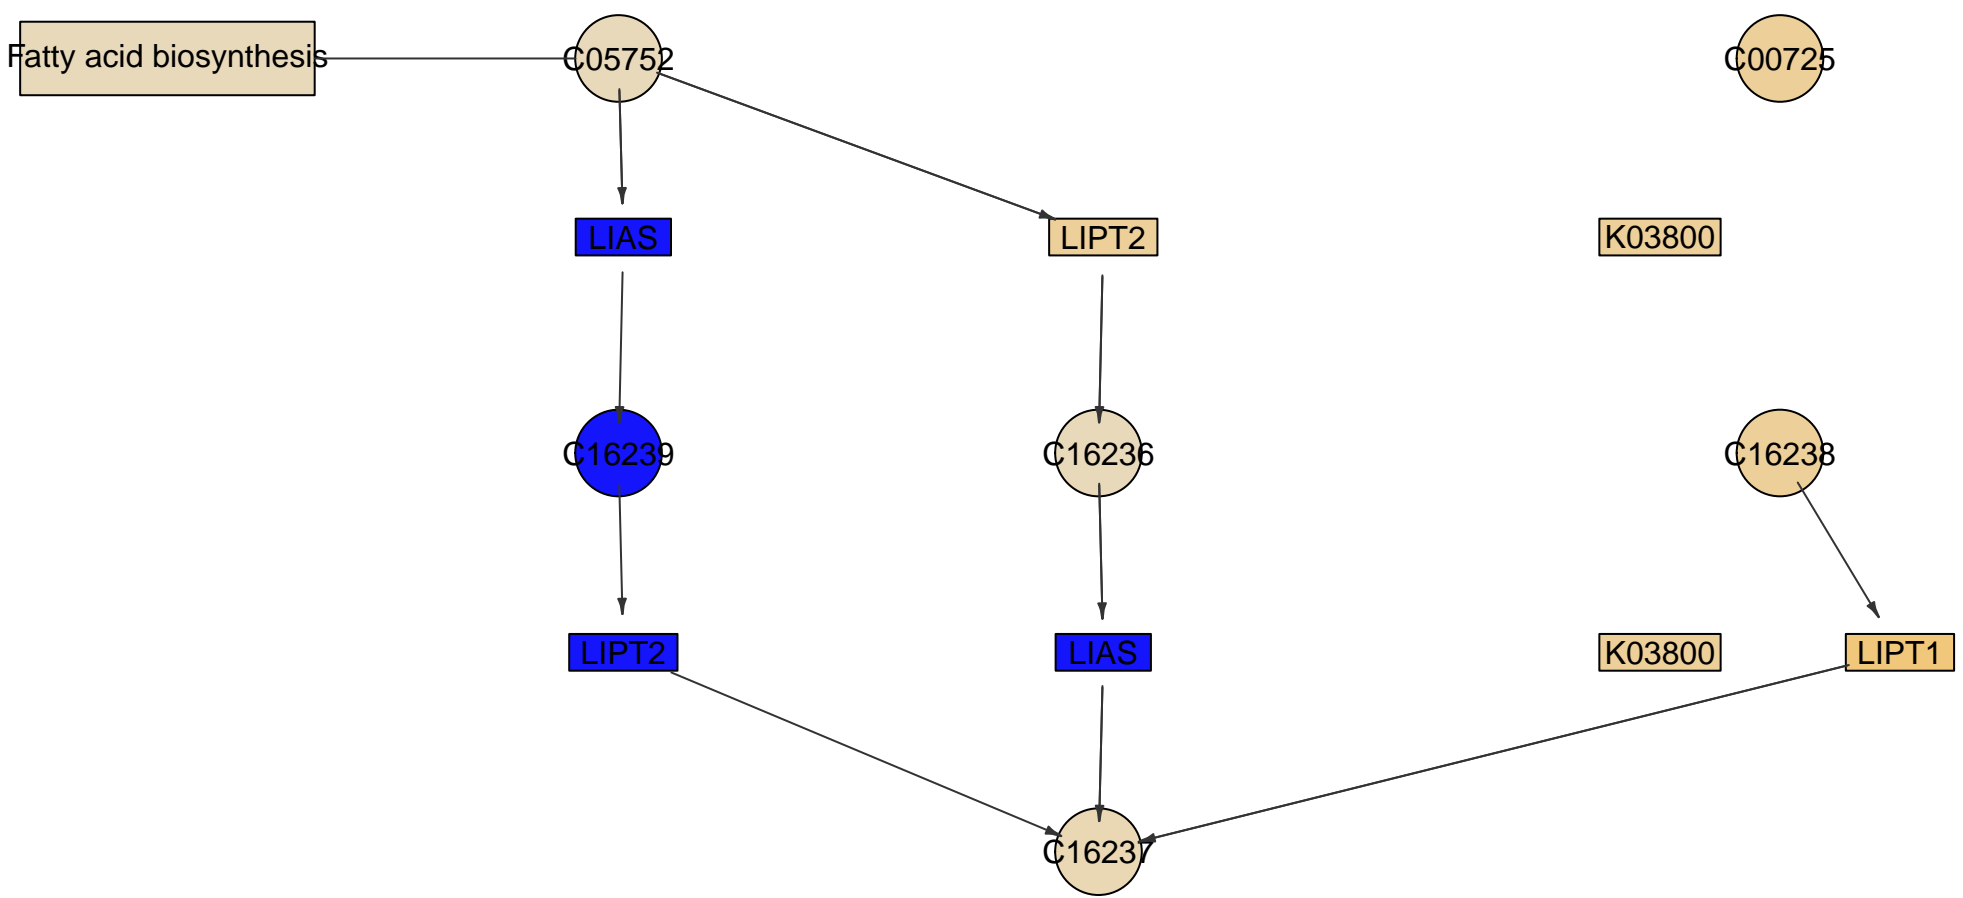 Fatty acid biosynthesis
C05752
C00725
LIAS
LIPT2
K03800
C16239
C16236
C16238
LIPT2
LIAS
K03800
LIPT1
C16237